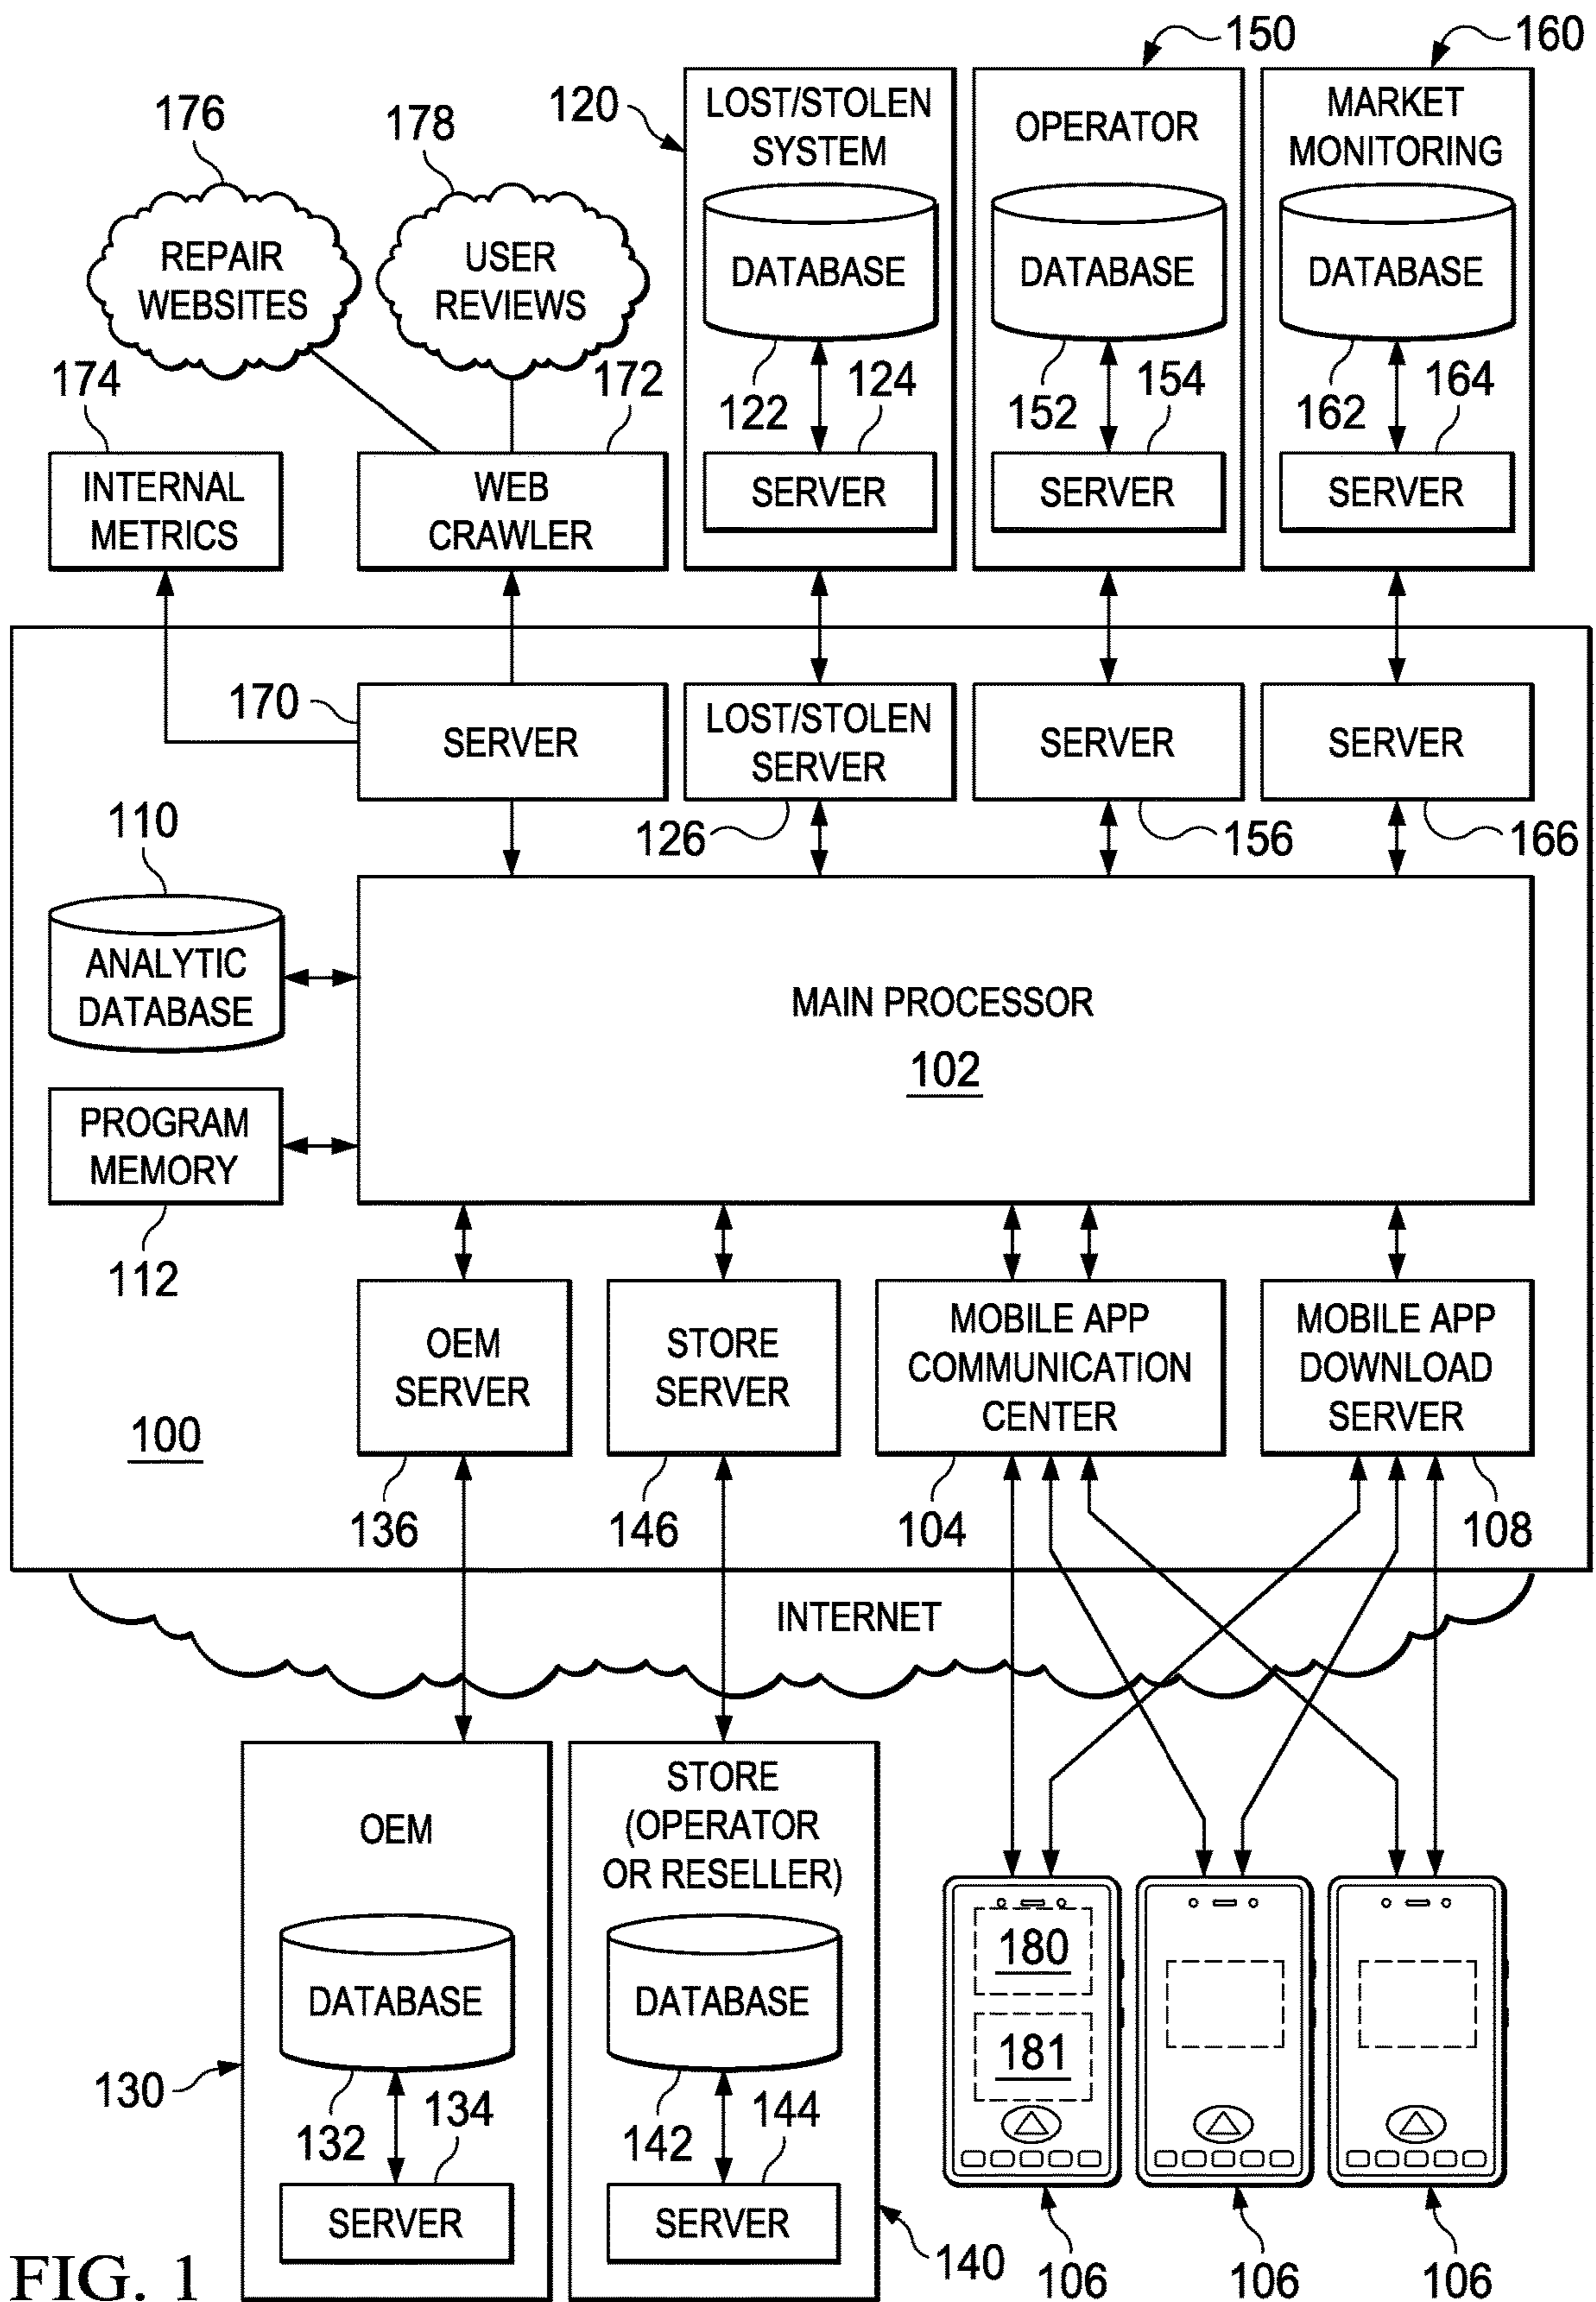 150
160
120
LOST/STOLEN
SYSTEM
OPERATOR
MARKET
MONITORING
176
178
REPAIR
WEBSITES
USER
REVIEWS
DATABASE
DATABASE
DATABASE
174
172
122
124
152
154
162
164
INTERNAL
METRICS
WEB
CRAWLER
SERVER
SERVER
SERVER
170
SERVER
LOST/STOLEN
SERVER
SERVER
SERVER
126
156
166
110
ANALYTIC
DATABASE
MAIN PROCESSOR
102
PROGRAM
MEMORY
112
OEM
SERVER
STORE
SERVER
MOBILE APP
COMMUNICATION
CENTER
MOBILE APP
DOWNLOAD
SERVER
100
136
146
104
108
INTERNET
OEM
STORE
(OPERATOR
OR RESELLER)
DATABASE
DATABASE
180
181
130
132
134
142
144
SERVER
SERVER
140
106
106
106
FIG. 1